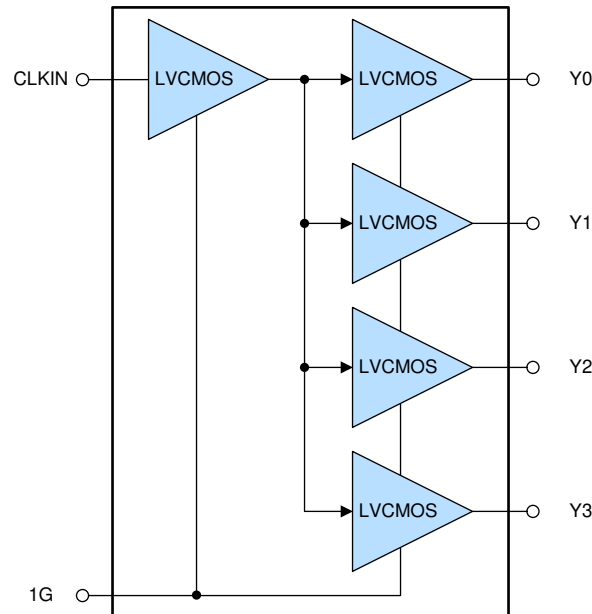 CLKIN
LVCMOS
LVCMOS
Y0
LVCMOS
Y1
LVCMOS
Y2
LVCMOS
Y3
1G